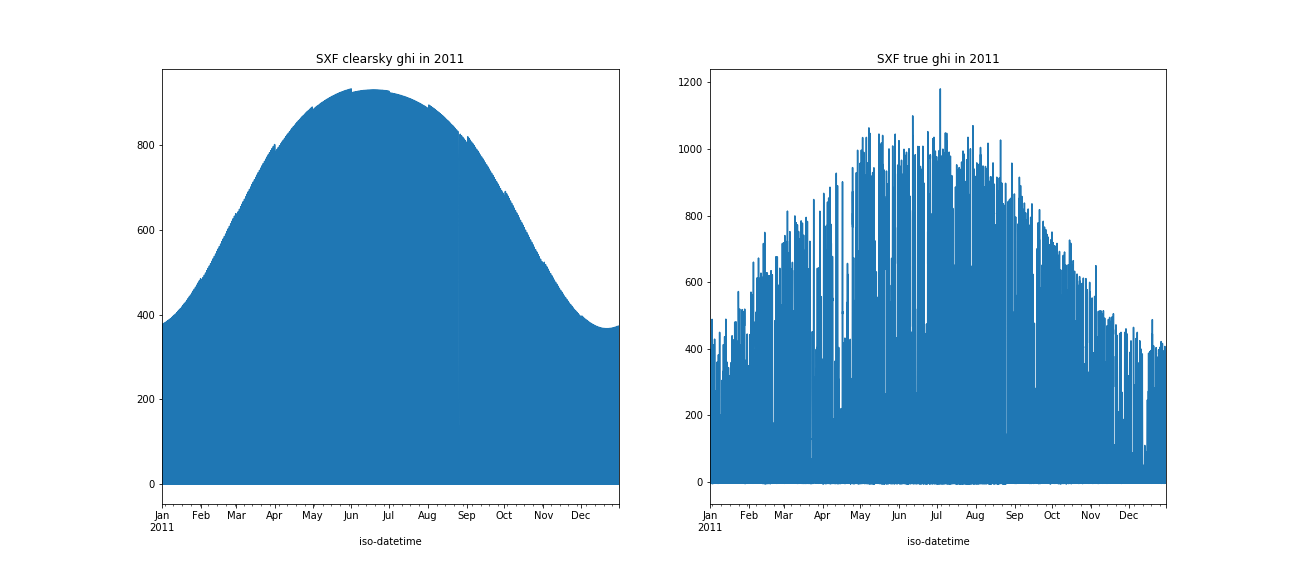 SXF clearsky ghi in 2011
800
600
400
200
0
Jan Feb Mar Apr May Jun Jul Aug Sep Oct Nov Dec
2011
iso-datetime
SXF true ghi in 2011
1200
1000
800
600
400
200
0
Jan Feb Mar Apr May Jun Jul Aug Sep Oct Nov Dec
2011
iso-datetime